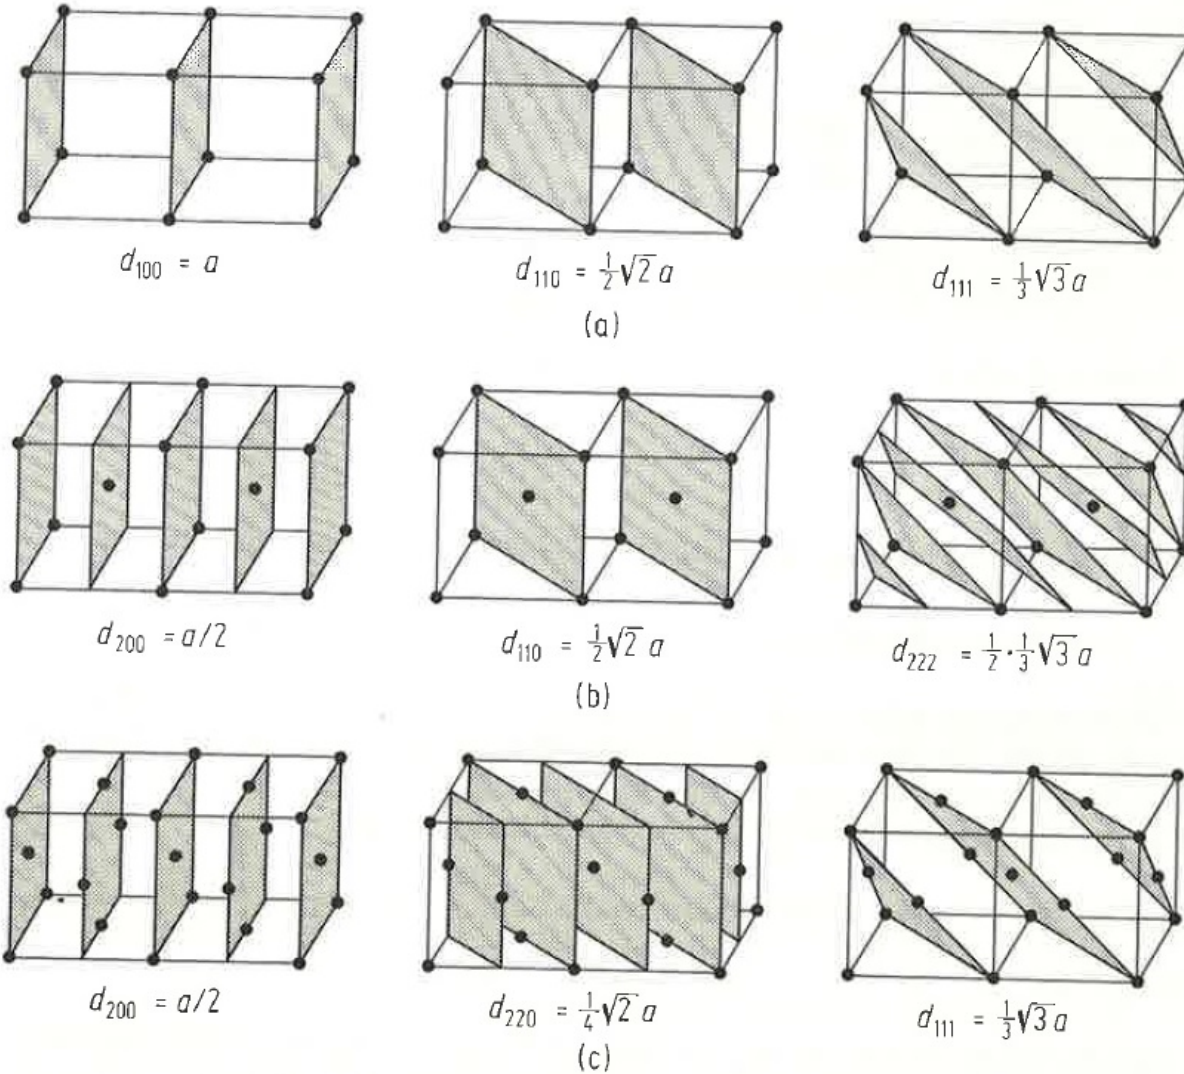 d₁₀₀ = a
d₁₁₀ = ½√2 a
d₁₁₁ = ⅓√3 a
(a)
d₂₀₀ = a/2
d₁₁₀ = ½√2 a
d₂₂₂ = ½·⅓√3 a
(b)
d₂₀₀ = a/2
d₂₂₀ = ¼√2 a
d₁₁₁ = ⅓√3 a
(c)